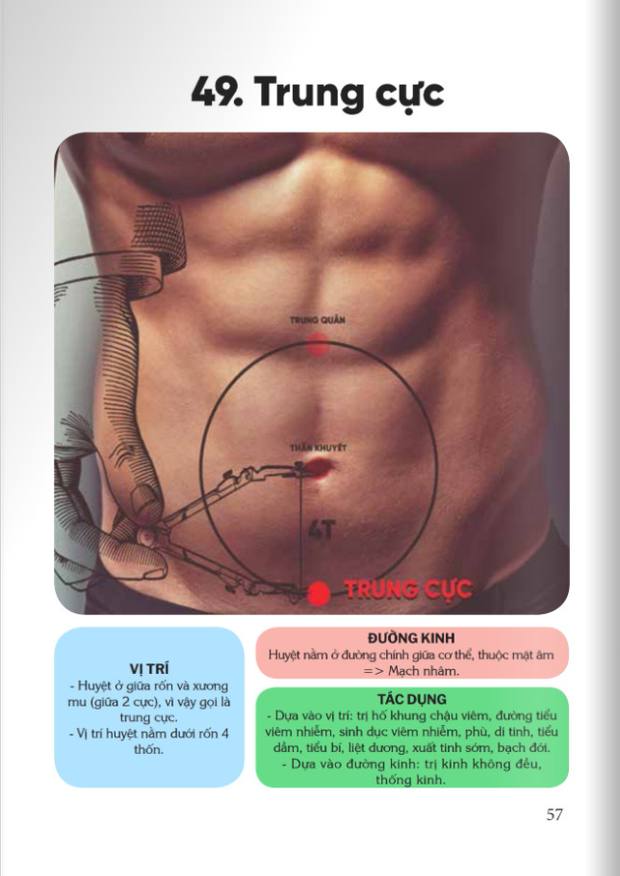 49. Trung cực
TRUNG QUẢN
THẦN KHUYẾT
4T
TRUNG CỰC
VỊ TRÍ
- Huyệt ở giữa rốn và xương
mu (giữa 2 cực), vì vậy gọi là
trung cực.
- Vị trí huyệt nằm dưới rốn 4
thốn.
ĐƯỜNG KINH
Huyệt nằm ở đường chính giữa cơ thể, thuộc mặt âm
=> Mạch nhâm.
TÁC DỤNG
- Dựa vào vị trí: trị hố khung chậu viêm, đường tiểu
viêm nhiễm, sinh dục viêm nhiễm, phù, di tinh, tiểu
dầm, tiểu bí, liệt dương, xuất tinh sớm, bạch đới.
- Dựa vào đường kinh: trị kinh không đều,
thống kinh.
57